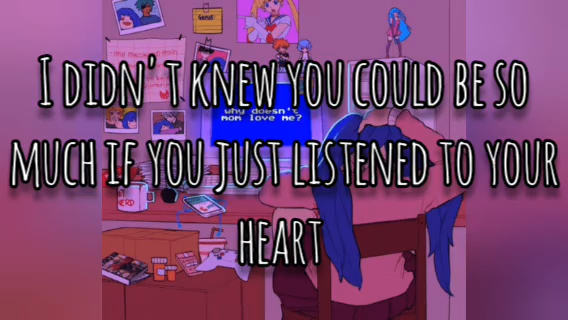 I DIDN'T KNEW YOU COULD BE SO
MUCH IF YOU JUST LISTENED TO YOUR
HEART
why doesn't
mom love me?
NERD